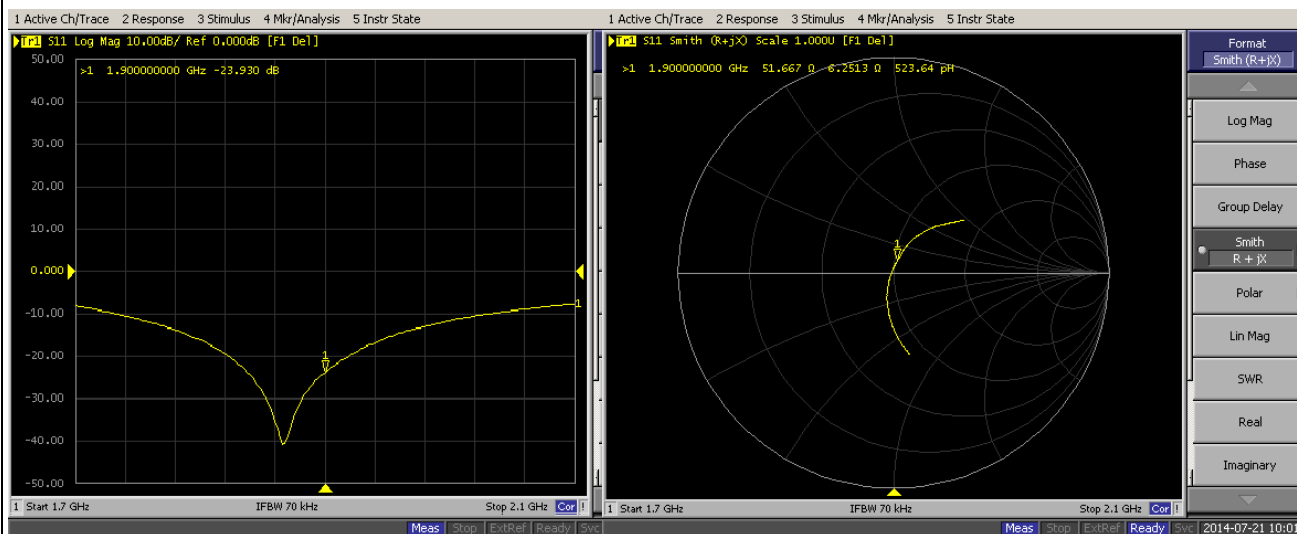 1 Active Ch/Trace 2 Response 3 Stimulus 4 Mkr/Analysis 5 Instr State
Tr1 S11 Log Mag 10.00dB/ Ref 0.000dB [F1 Del]
50.00
>1 1.900000000 GHz -23.930 dB
40.00
30.00
20.00
10.00
0.000
-10.00
1
-20.00
1
-30.00
-40.00
-50.00
1 Start 1.7 GHz IFBW 70 kHz Stop 2.1 GHz Cor !
Meas Stop ExtRef Ready Svc
1 Active Ch/Trace 2 Response 3 Stimulus 4 Mkr/Analysis 5 Instr State
Tr1 S11 Smith (R+jX) Scale 1.000U [F1 Del]
>1 1.900000000 GHz 51.667 Ω 6.2513 Ω 523.64 pH
1
1 Start 1.7 GHz IFBW 70 kHz Stop 2.1 GHz Cor !
Meas Stop ExtRef Ready Svc 2014-07-21 10:01
Format
Smith (R+jX)
Log Mag
Phase
Group Delay
Smith
R + jX
Polar
Lin Mag
SWR
Real
Imaginary